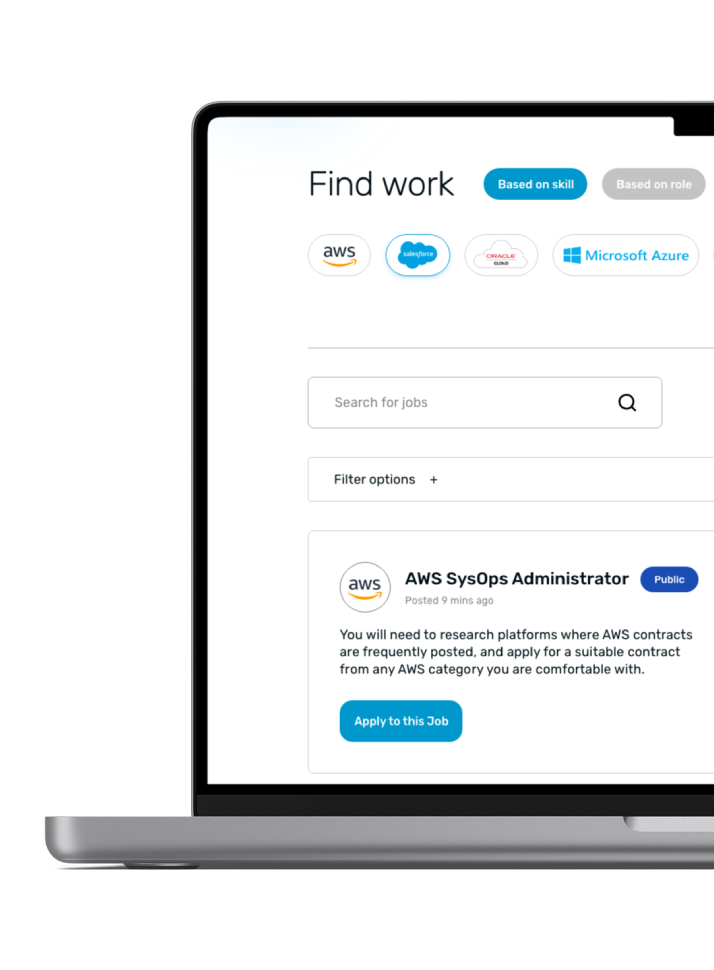 Find work
Based on skill
Based on role
aws
salesforce
ORACLE
CLOUD
Microsoft Azure
Search for jobs
Filter options +
aws
AWS SysOps Administrator
Public
Posted 9 mins ago
You will need to research platforms where AWS contracts
are frequently posted, and apply for a suitable contract
from any AWS category you are comfortable with.
Apply to this Job